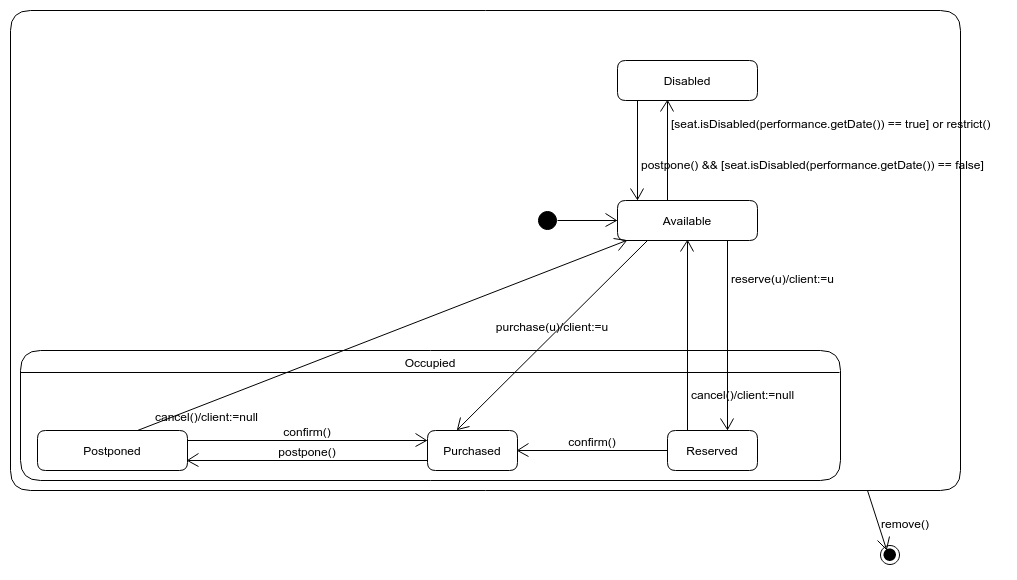 Disabled
[seat.isDisabled(performance.getDate()) == true] or restrict()
postpone() && [seat.isDisabled(performance.getDate()) == false]
Available
reserve(u)/client:=u
purchase(u)/client:=u
Occupied
cancel()/client:=null
cancel()/client:=null
confirm()
confirm()
Postponed
postpone()
Purchased
Reserved
remove()